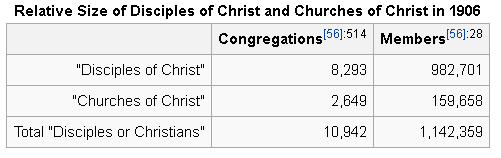 Relative Size of Disciples of Christ and Churches of Christ in 1906
Congregations[56]:514 Members[56]:28
"Disciples of Christ" 8,293 982,701
"Churches of Christ" 2,649 159,658
Total "Disciples or Christians" 10,942 1,142,359